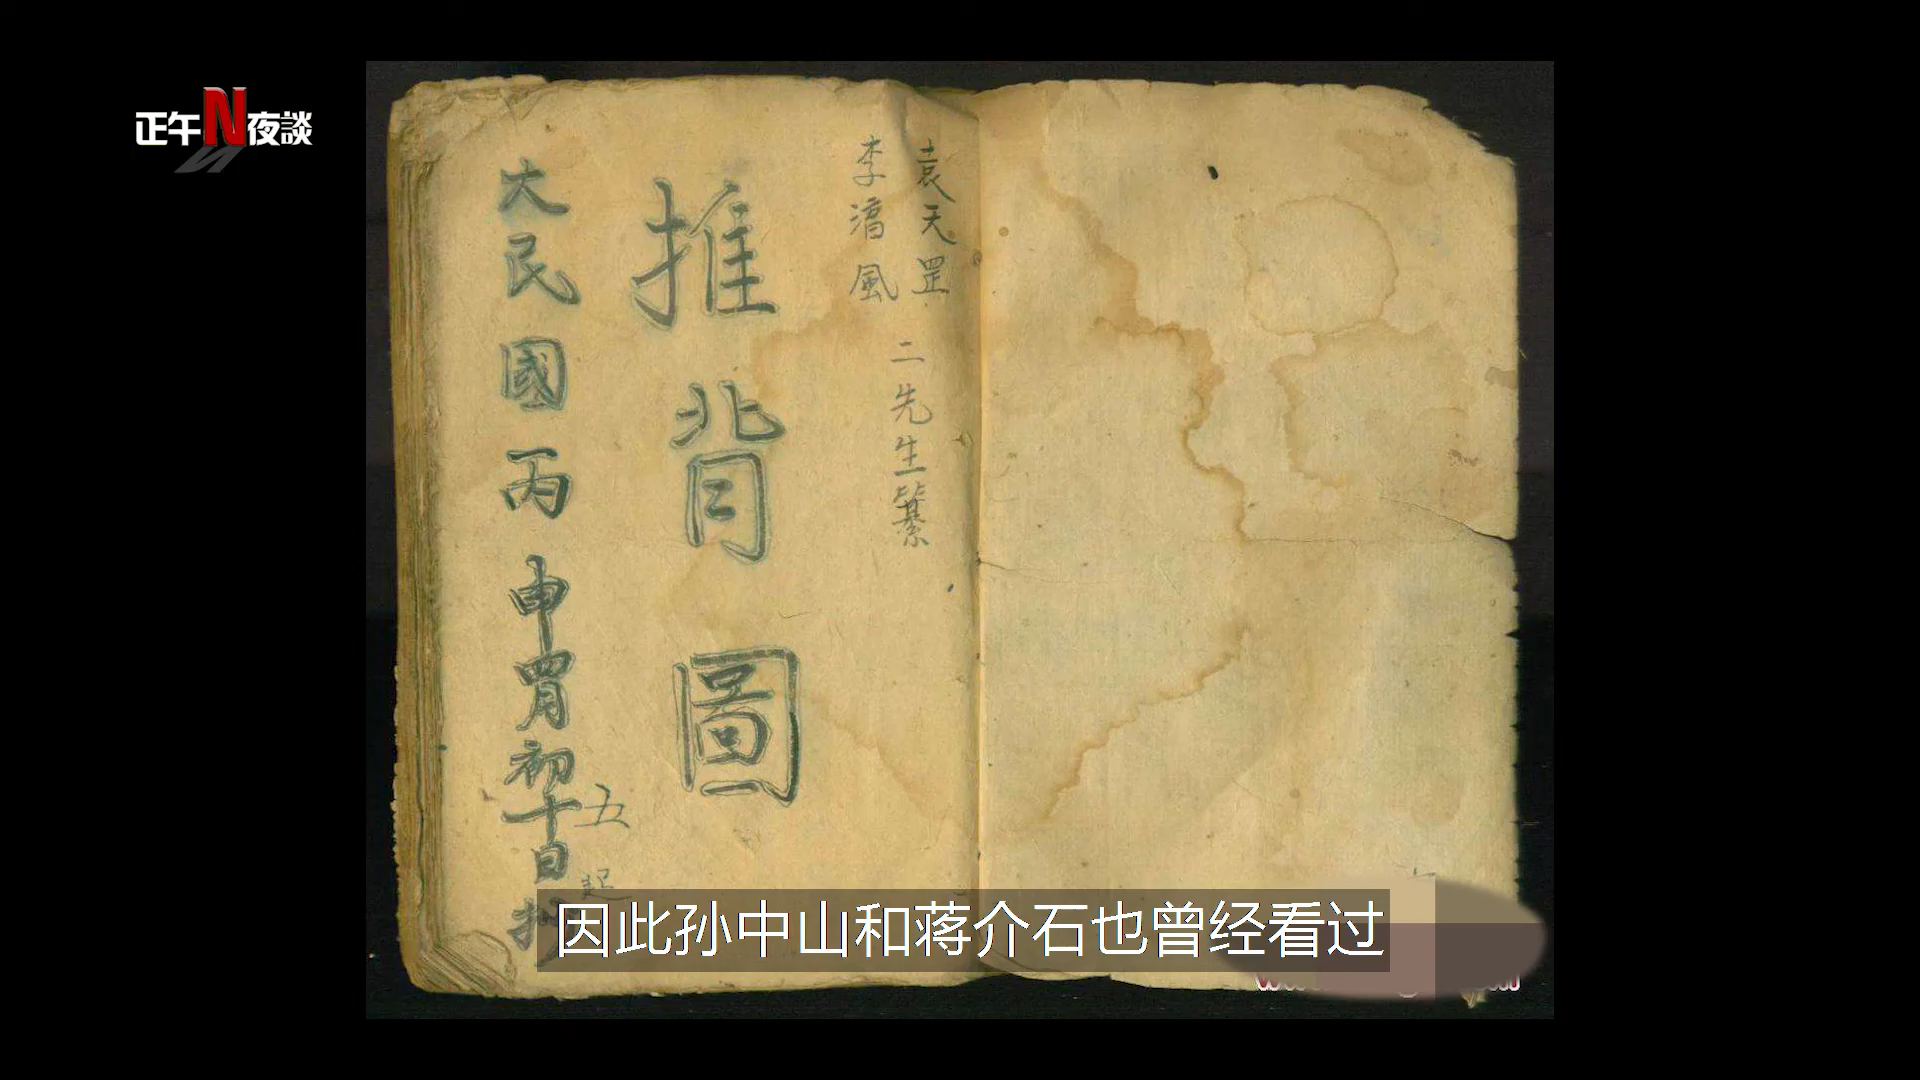 正午N夜談
袁天罡
李淳風
二先生纂
推背圖
大民國丙申四月初十日
五
起
因此孙中山和蒋介石也曾经看过